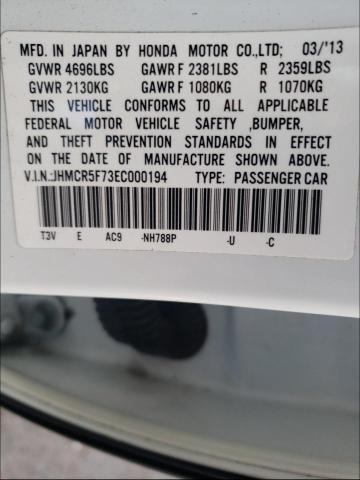 MFD. IN JAPAN BY HONDA MOTOR CO.,LTD; 03/'13
GVWR 4696LBS GAWR F 2381LBS R 2359LBS
GVWR 2130KG GAWR F 1080KG R 1070KG
THIS VEHICLE CONFORMS TO ALL APPLICABLE
FEDERAL MOTOR VEHICLE SAFETY ,BUMPER,
AND THEFT PREVENTION STANDARDS IN EFFECT
ON THE DATE OF MANUFACTURE SHOWN ABOVE.
V.I.N.:JHMCR5F73EC000194 TYPE: PASSENGER CAR
T3V E AC9 -NH788P -U -C